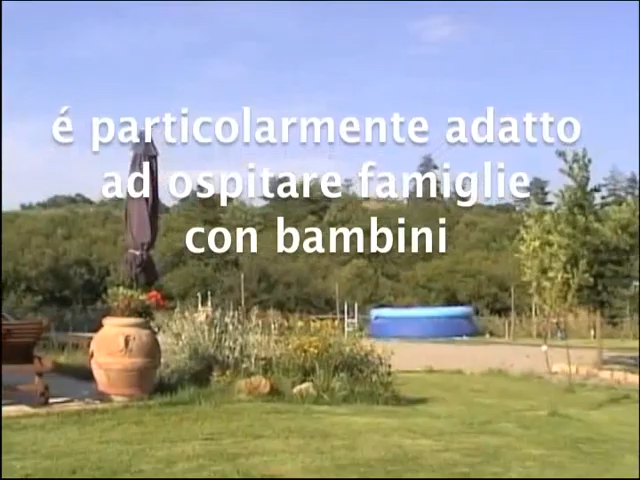 é particolarmente adatto
ad ospitare famiglie
con bambini